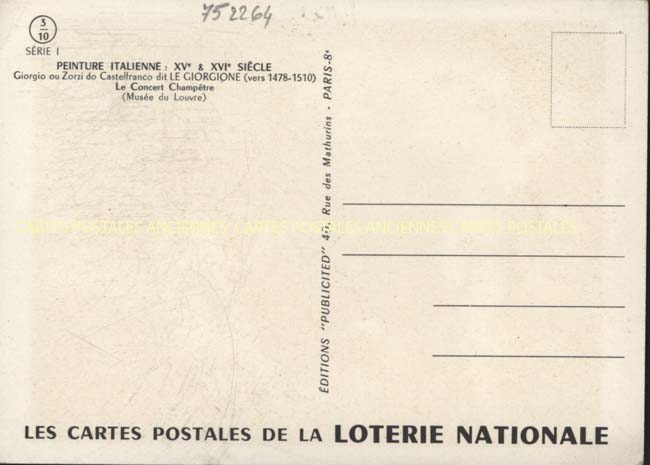 752264
3
10
SÉRIE I
PEINTURE ITALIENNE : XVᵉ & XVIᵉ SIÈCLE
Giorgio ou Zorzi do Castelfranco dit LE GIORGIONE (vers 1478-1510)
Le Concert Champêtre
(Musée du Louvre)
ÉDITIONS "PUBLICITED" Rue des Mathurins - PARIS-8ᵉ
CARTES POSTALES ANCIENNES CARTES POSTALES ANCIENNES CARTES POSTALES
LES CARTES POSTALES DE LA LOTERIE NATIONALE